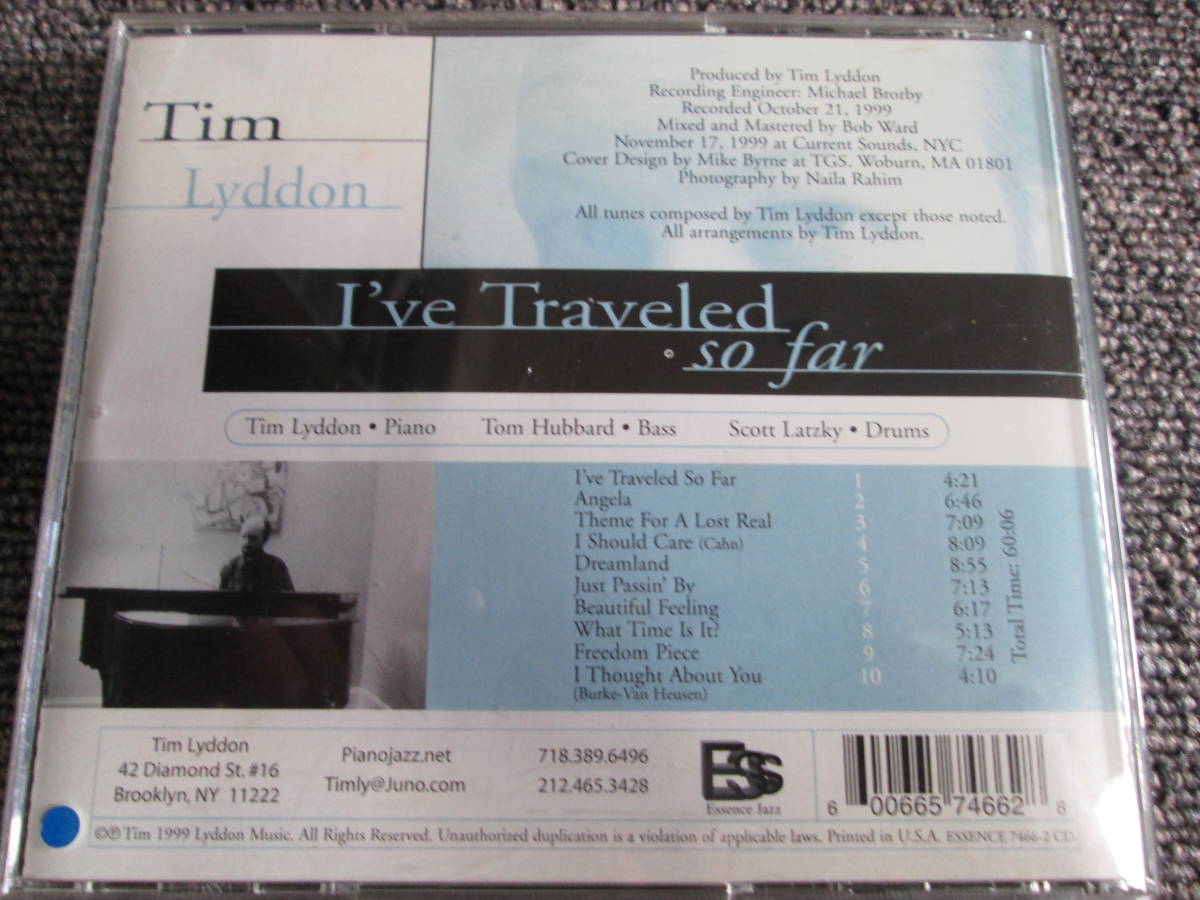 Tim
Lyddon
Produced by Tim Lyddon
Recording Engineer: Michael Brorby
Recorded October 21, 1999
Mixed and Mastered by Bob Ward
November 17, 1999 at Current Sounds, NYC
Cover Design by Mike Byrne at TGS, Woburn, MA 01801
Photography by Naila Rahim
All tunes composed by Tim Lyddon except those noted.
All arrangements by Tim Lyddon.
I've Traveled
so far
Tim Lyddon • Piano Tom Hubbard • Bass Scott Latzky • Drums
I've Traveled So Far 1 4:21
Angela 2 6:46
Theme For A Lost Real 3 7:09
I Should Care (Cahn) 4 8:09
Dreamland 5 8:55
Just Passin' By 6 7:13
Beautiful Feeling 7 6:17
What Time Is It? 8 5:13
Freedom Piece 9 7:24
I Thought About You 10 4:10
(Burke-Van Heusen)
Total Time: 60:06
Tim Lyddon
42 Diamond St. #16
Brooklyn, NY 11222
Pianojazz.net
Timly@Juno.com
718.389.6496
212.465.3428
Ess
Essence Jazz
6 00665 74662 8
©℗ Tim 1999 Lyddon Music. All Rights Reserved. Unauthorized duplication is a violation of applicable laws. Printed in U.S.A. ESSENCE 7466-2 CD